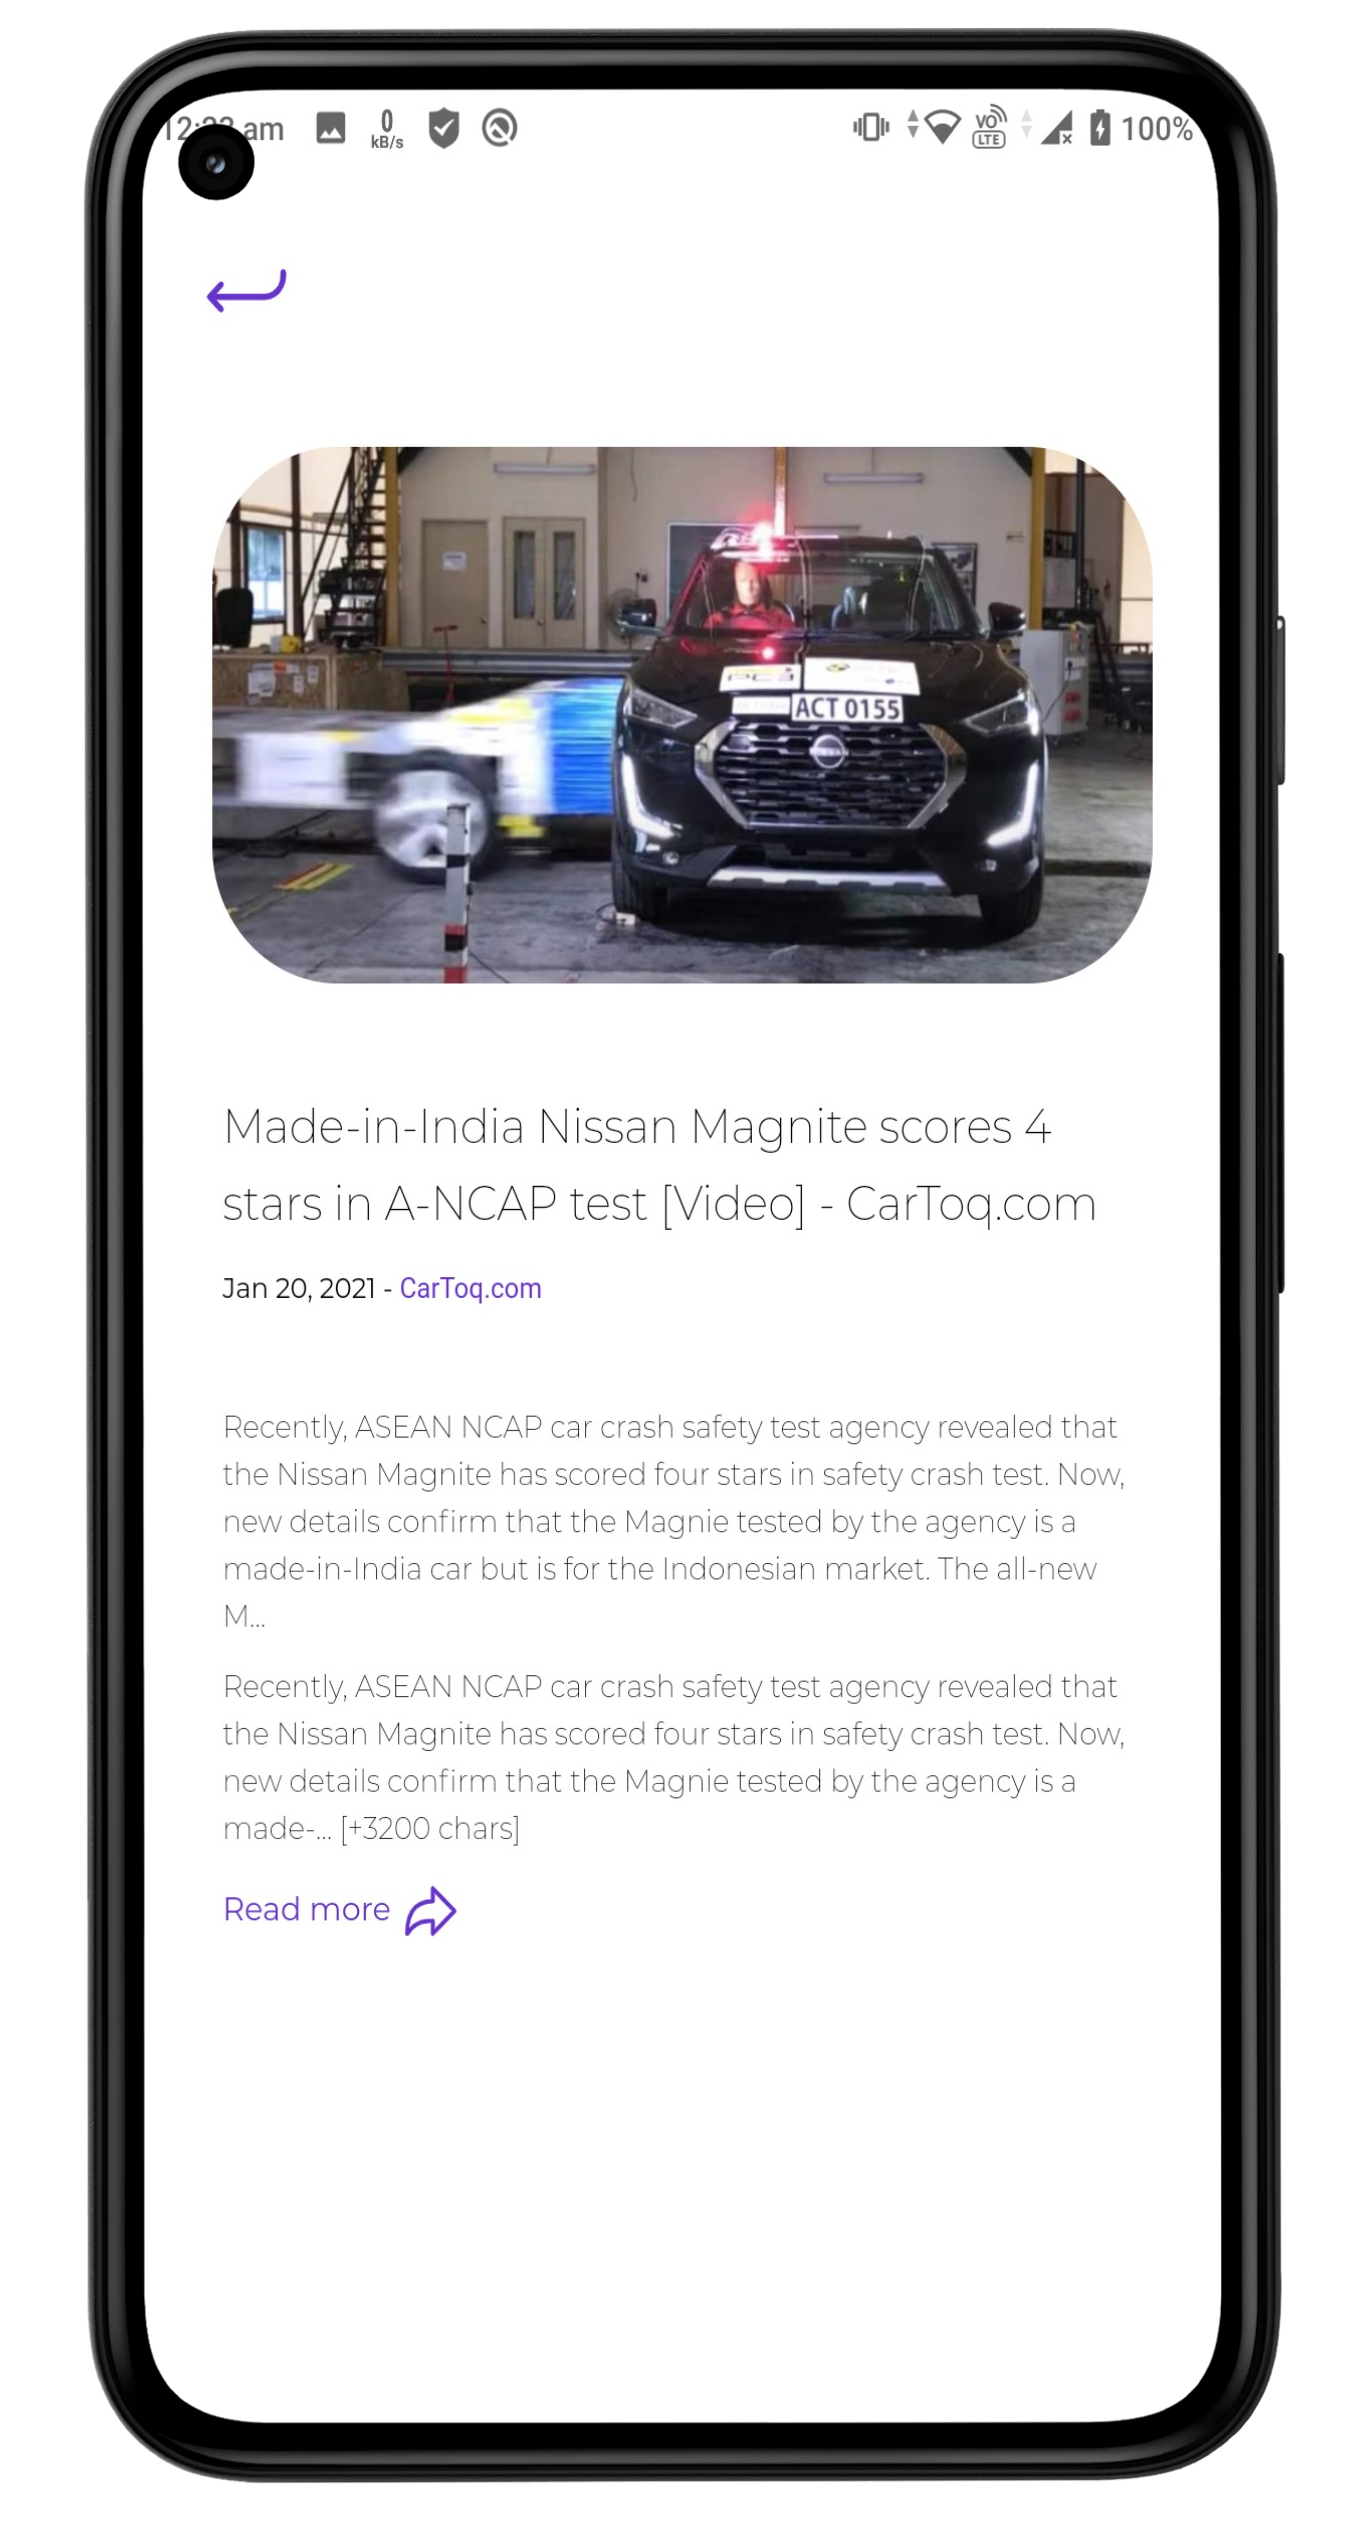 am
0
kB/s
VO
LTE
100%
ACT 0155
Made-in-India Nissan Magnite scores 4
stars in A-NCAP test [Video] - CarToq.com
Jan 20, 2021 - CarToq.com
Recently, ASEAN NCAP car crash safety test agency revealed that
the Nissan Magnite has scored four stars in safety crash test. Now,
new details confirm that the Magnie tested by the agency is a
made-in-India car but is for the Indonesian market. The all-new
M...
Recently, ASEAN NCAP car crash safety test agency revealed that
the Nissan Magnite has scored four stars in safety crash test. Now,
new details confirm that the Magnie tested by the agency is a
made-... [+3200 chars]
Read more